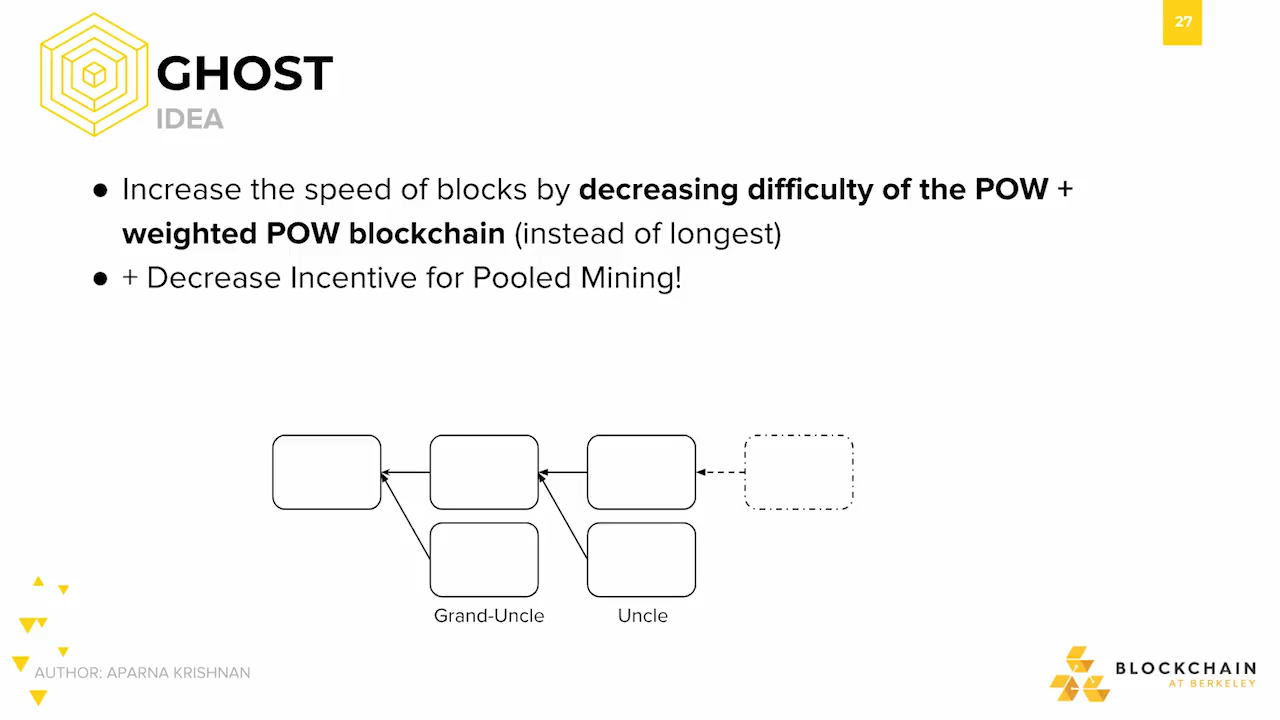 27
GHOST
IDEA
● Increase the speed of blocks by decreasing difficulty of the POW +
weighted POW blockchain (instead of longest)
● + Decrease Incentive for Pooled Mining!
Grand-Uncle
Uncle
AUTHOR: APARNA KRISHNAN
BLOCKCHAIN
AT BERKELEY